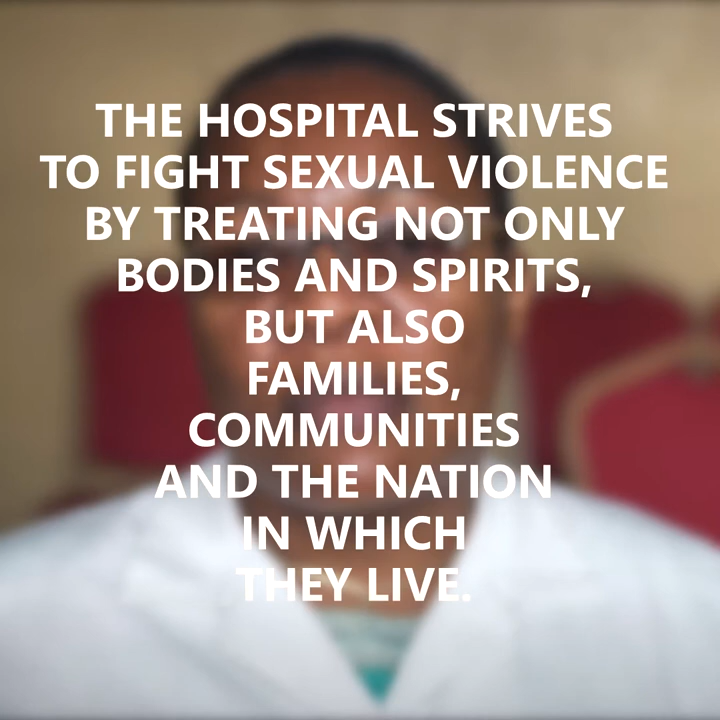 THE HOSPITAL STRIVES
TO FIGHT SEXUAL VIOLENCE
BY TREATING NOT ONLY
BODIES AND SPIRITS,
BUT ALSO
FAMILIES,
COMMUNITIES
AND THE NATION
IN WHICH
THEY LIVE.